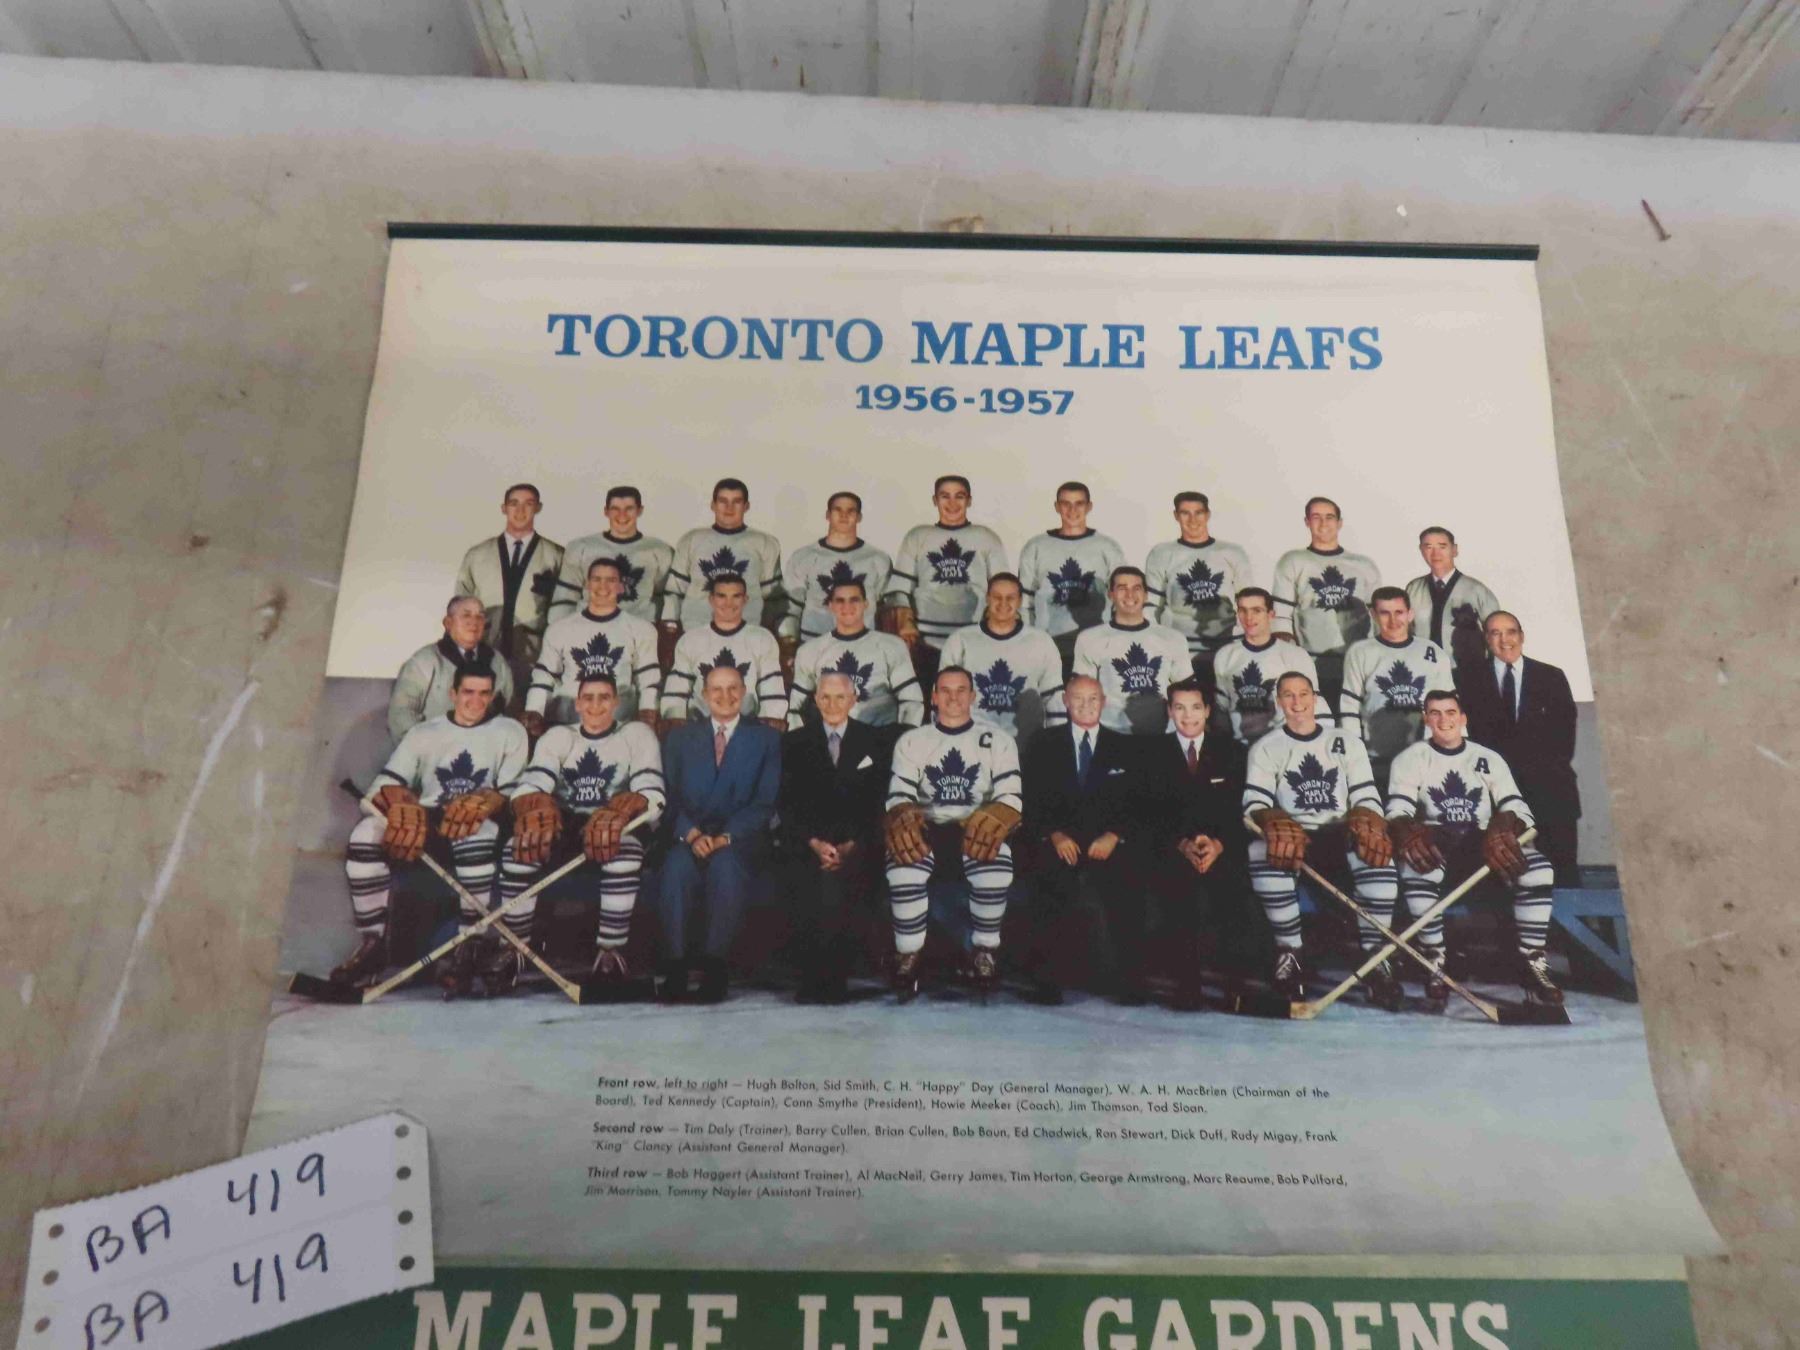 TORONTO MAPLE LEAFS
1956-1957
Front row, left to right — Hugh Bolton, Sid Smith, C. H. "Happy" Day (General Manager), W. A. H. MacBrien (Chairman of the
Board), Ted Kennedy (Captain), Conn Smythe (President), Howie Meeker (Coach), Jim Thomson, Tod Sloan.
Second row — Tim Daly (Trainer), Barry Cullen, Brian Cullen, Bob Baun, Ed Chadwick, Ron Stewart, Dick Duff, Rudy Migay, Frank
"King" Clancy (Assistant General Manager).
Third row — Bob Haggert (Assistant Trainer), Al MacNeil, Gerry James, Tim Horton, George Armstrong, Marc Reaume, Bob Pulford,
Jim Morrison, Tommy Nayler (Assistant Trainer).
BA 419
BA 419
MAPLE LEAF GARDENS